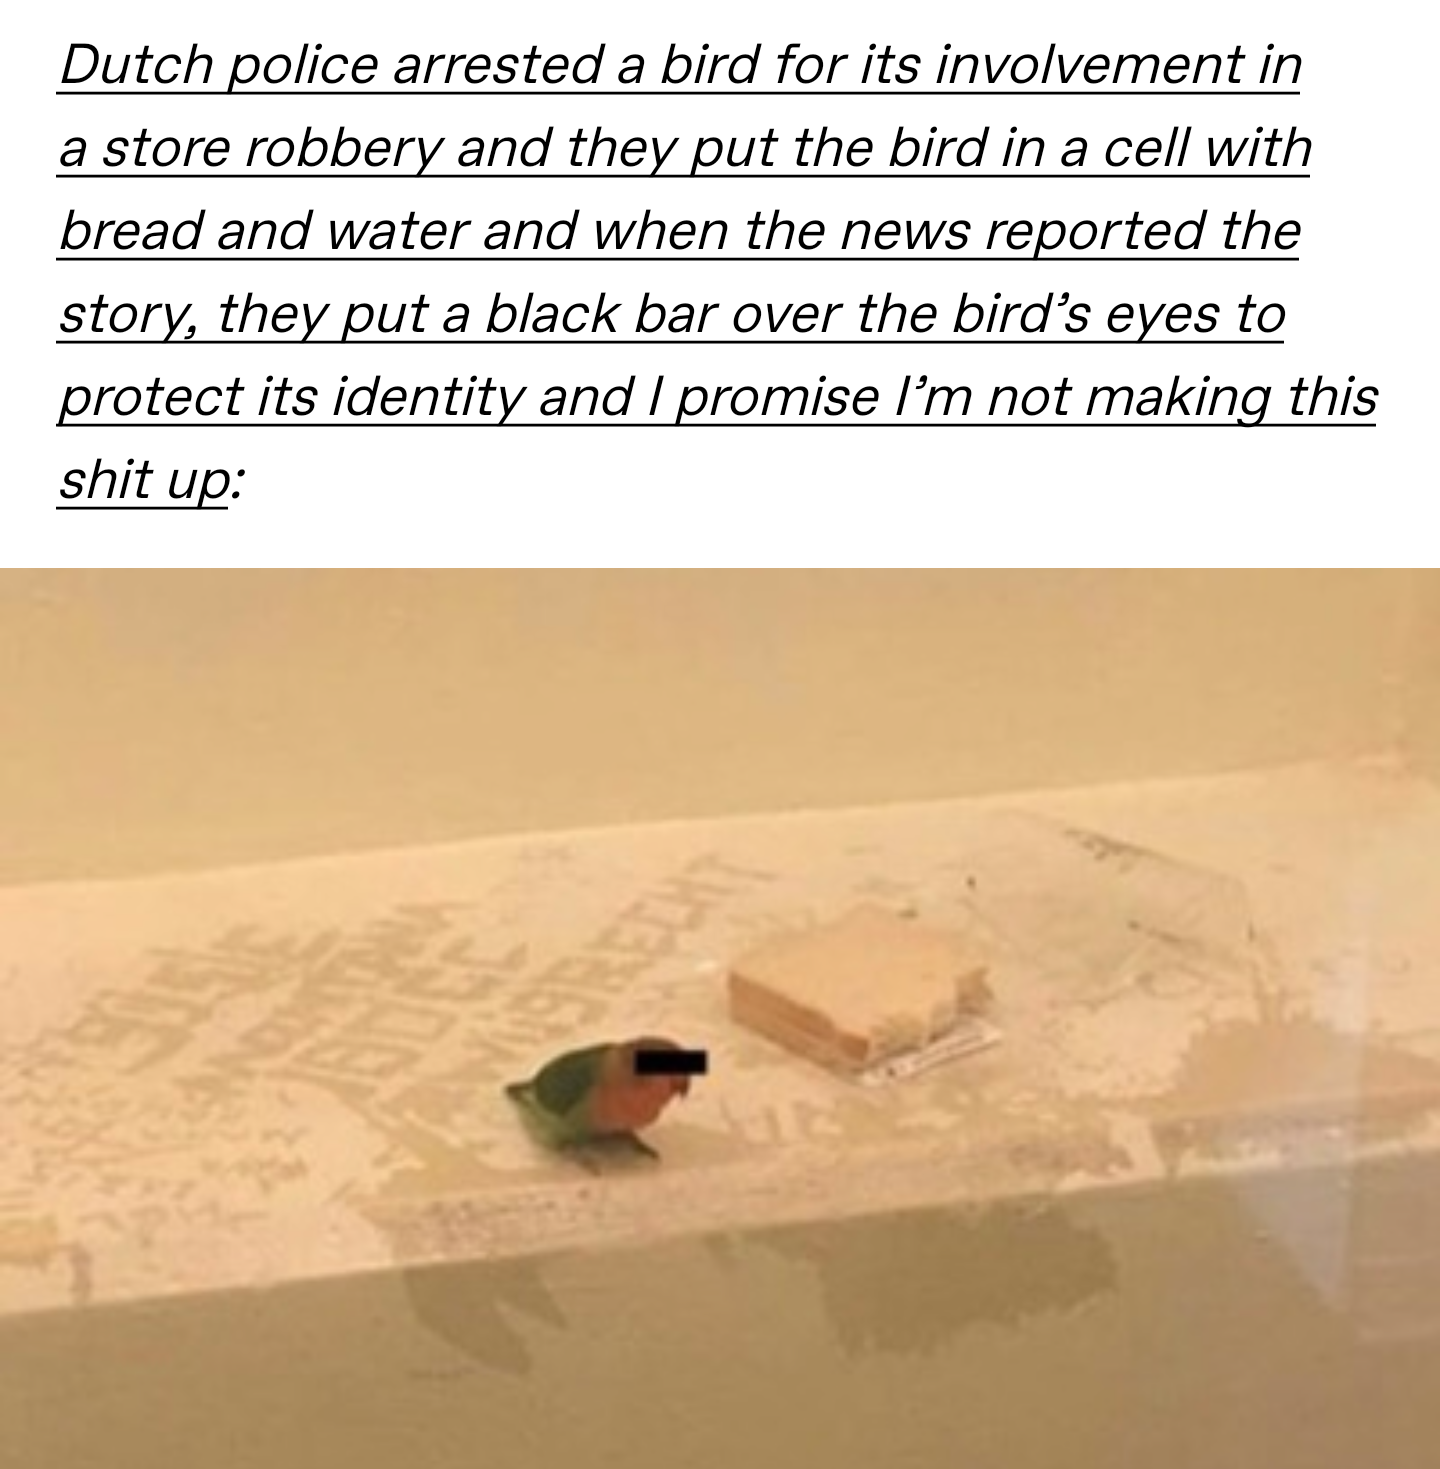 Dutch police arrested a bird for its involvement in
a store robbery and they put the bird in a cell with
bread and water and when the news reported the
story, they put a black bar over the bird’s eyes to
protect its identity and I promise I’m not making this
shit up: